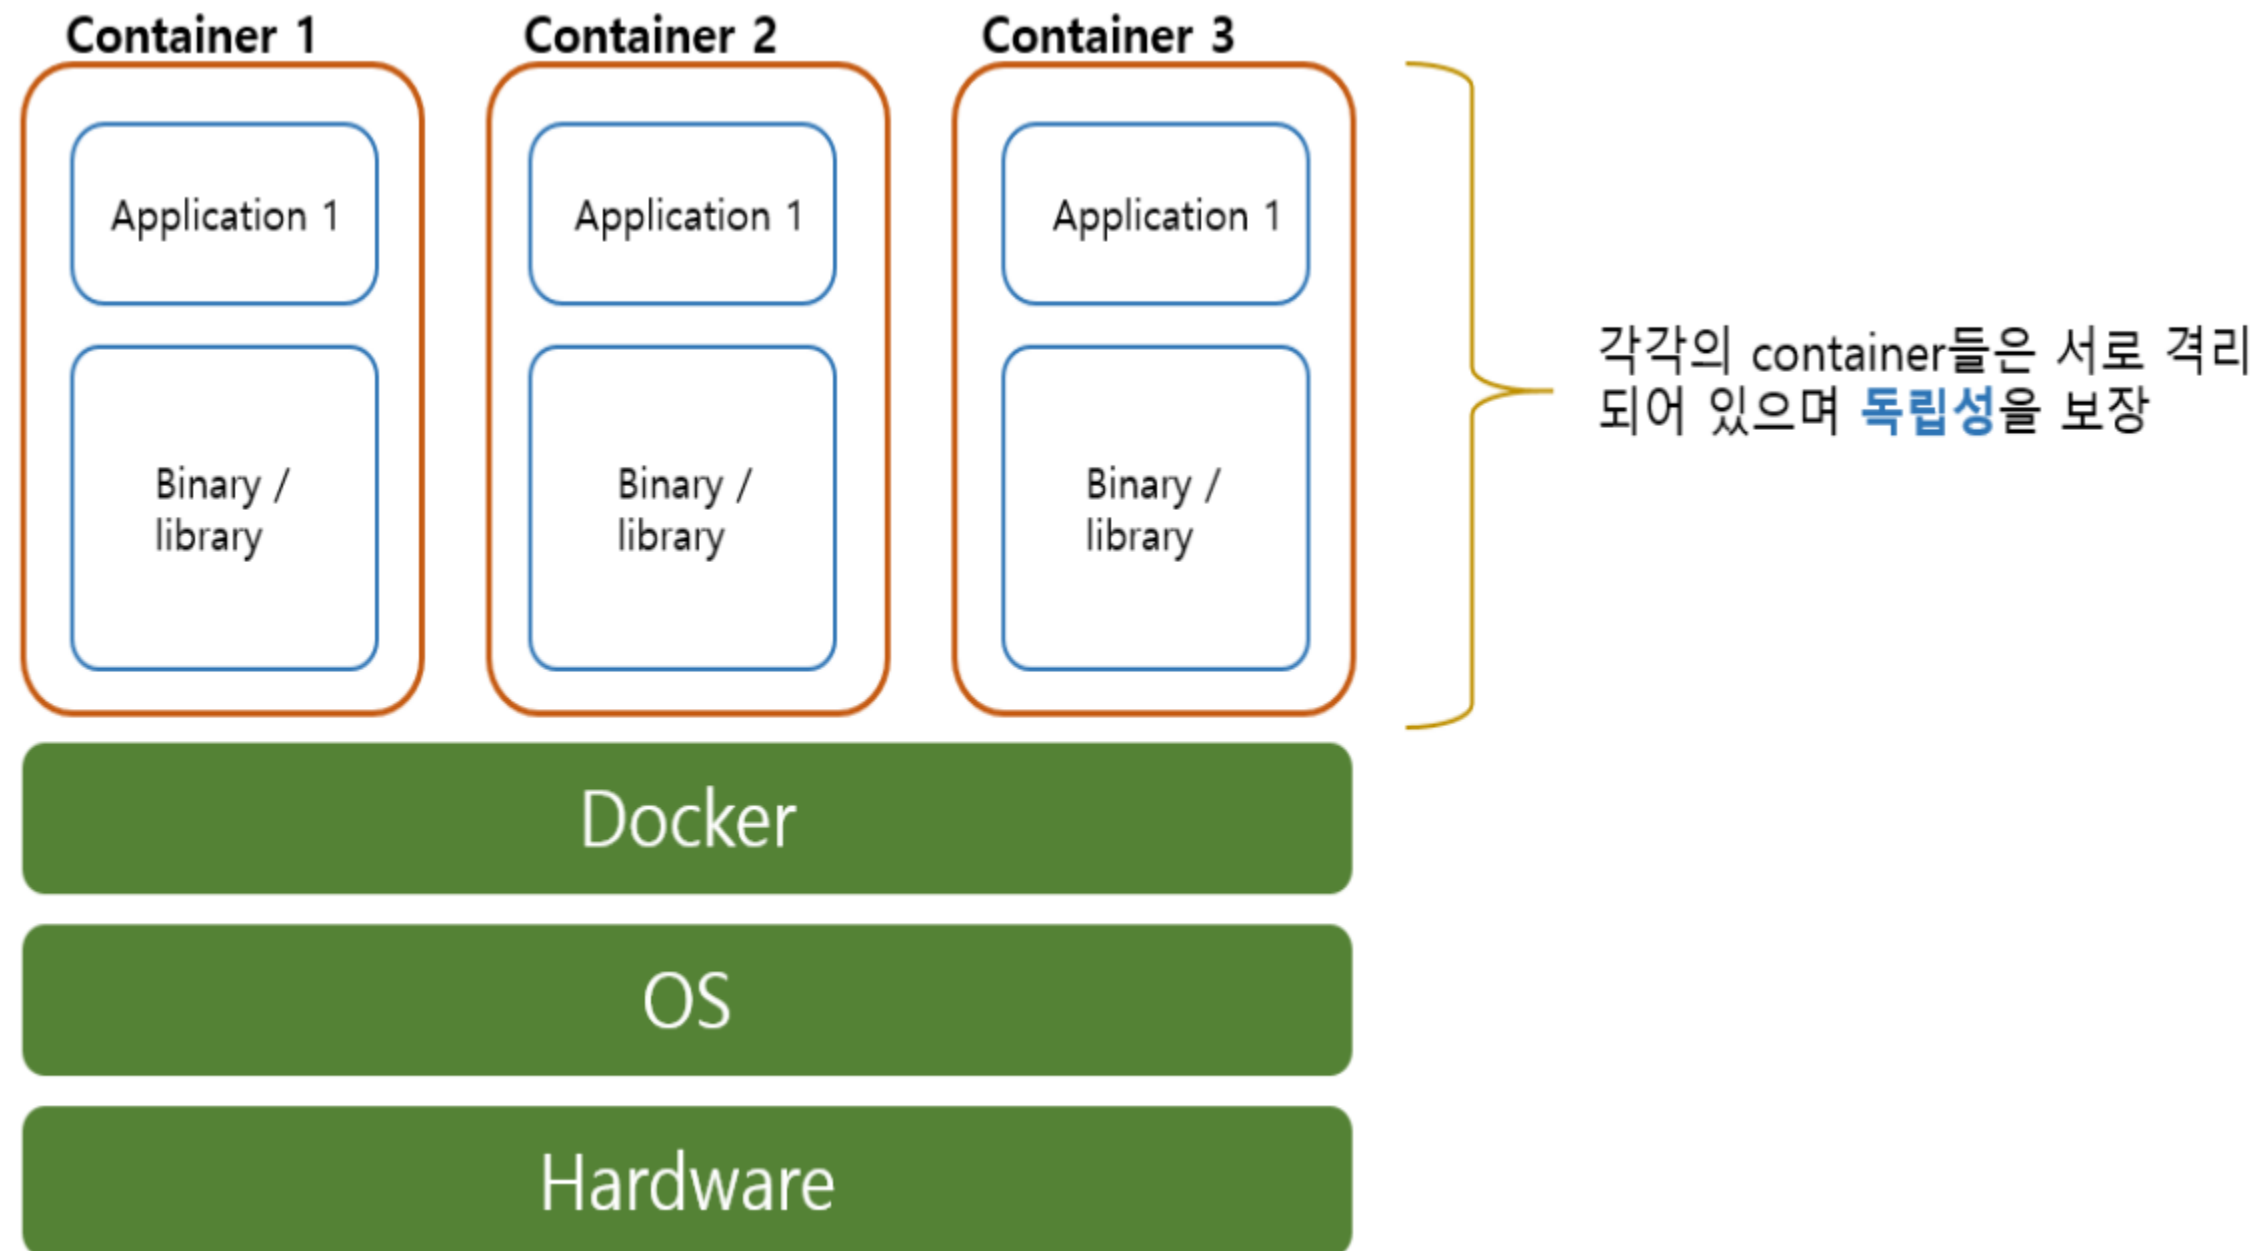 Container 1
Container 2
Container 3
Application 1
Application 1
Application 1
Binary /
library
Binary /
library
Binary /
library
각각의 container들은 서로 격리
되어 있으며 독립성을 보장
Docker
OS
Hardware